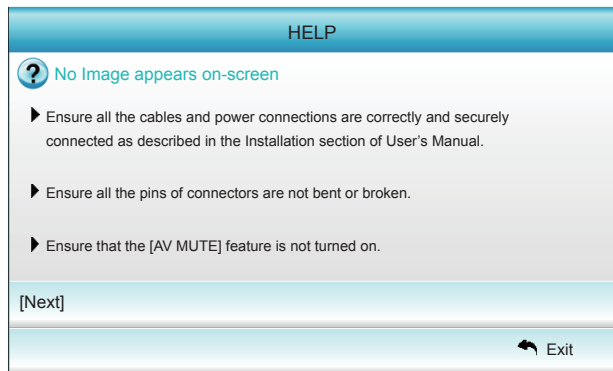 HELP
? No Image appears on-screen
Ensure all the cables and power connections are correctly and securely
connected as described in the Installation section of User's Manual.
Ensure all the pins of connectors are not bent or broken.
Ensure that the [AV MUTE] feature is not turned on.
[Next]
Exit